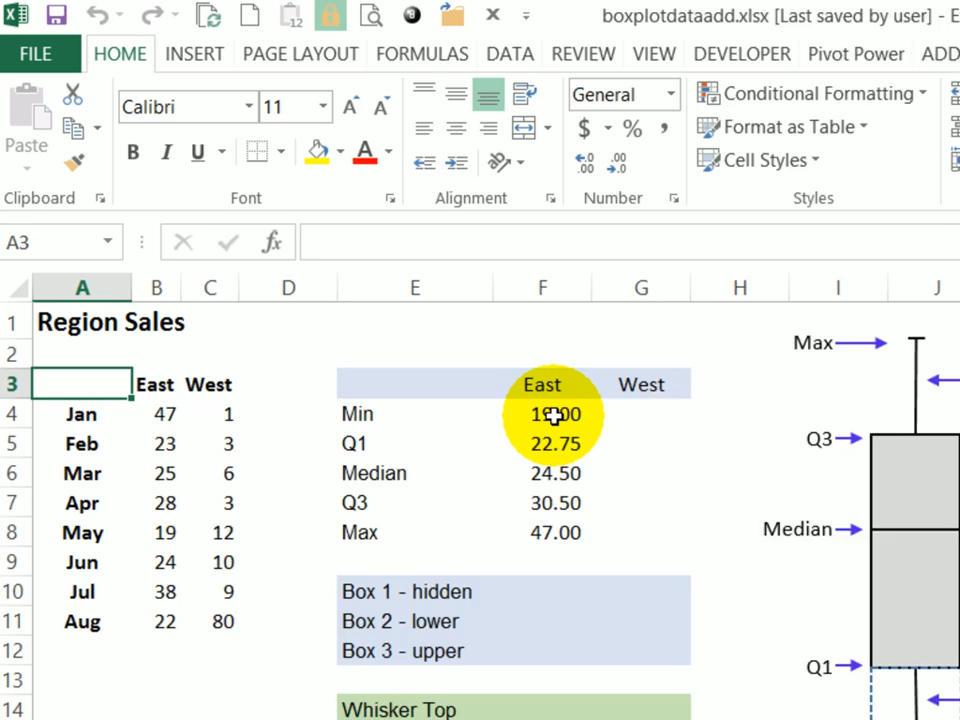 boxplotdataadd.xlsx [Last saved by user] - E
FILE HOME INSERT PAGE LAYOUT FORMULAS DATA REVIEW VIEW DEVELOPER Pivot Power ADD
Calibri 11 General Conditional Formatting
Paste B I U A $ % Format as Table
Cell Styles
Clipboard Font Alignment Number Styles
A3 fx
A B C D E F G H I J
1 Region Sales
2 Max
3 East West East West
4 Jan 47 1 Min
5 Feb 23 3 Q1 22.75 Q3
6 Mar 25 6 Median 24.50
7 Apr 28 3 Q3 30.50
8 May 19 12 Max 47.00 Median
9 Jun 24 10
10 Jul 38 9 Box 1 - hidden
11 Aug 22 80 Box 2 - lower
12 Box 3 - upper Q1
13
14 Whisker Top